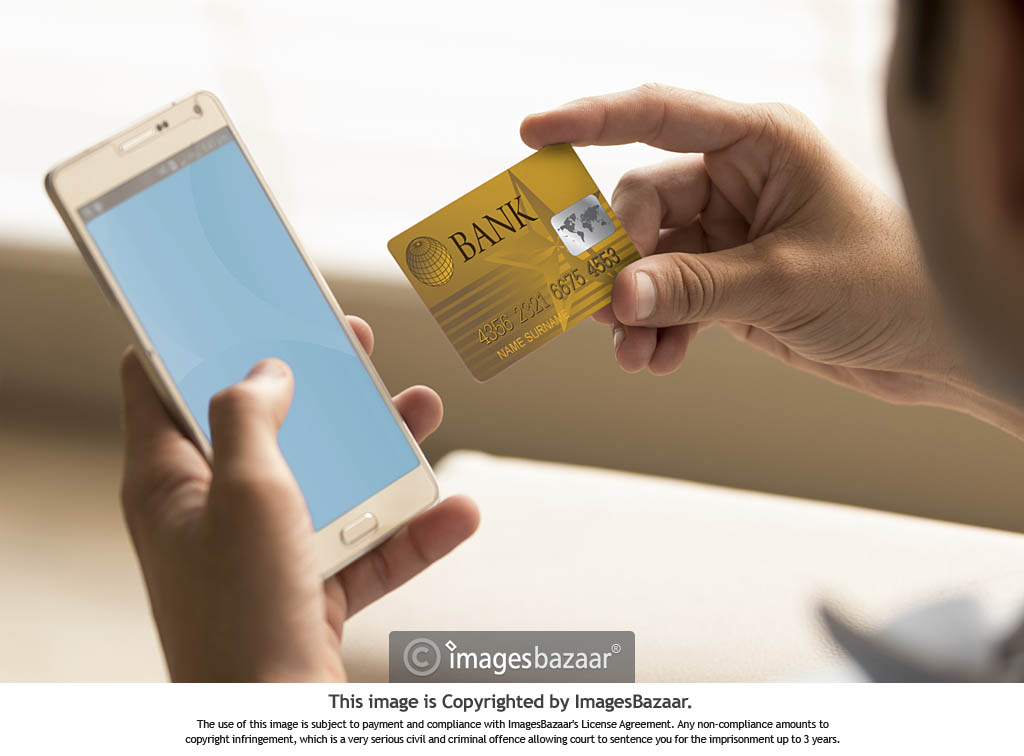 BANK
4356 2321 6675 4553
NAME SURNAME
© imagesbazaar®
This image is Copyrighted by ImagesBazaar.
The use of this image is subject to payment and compliance with ImagesBazaar's License Agreement. Any non-compliance amounts to
copyright infringement, which is a very serious civil and criminal offence allowing court to sentence you for the imprisonment up to 3 years.